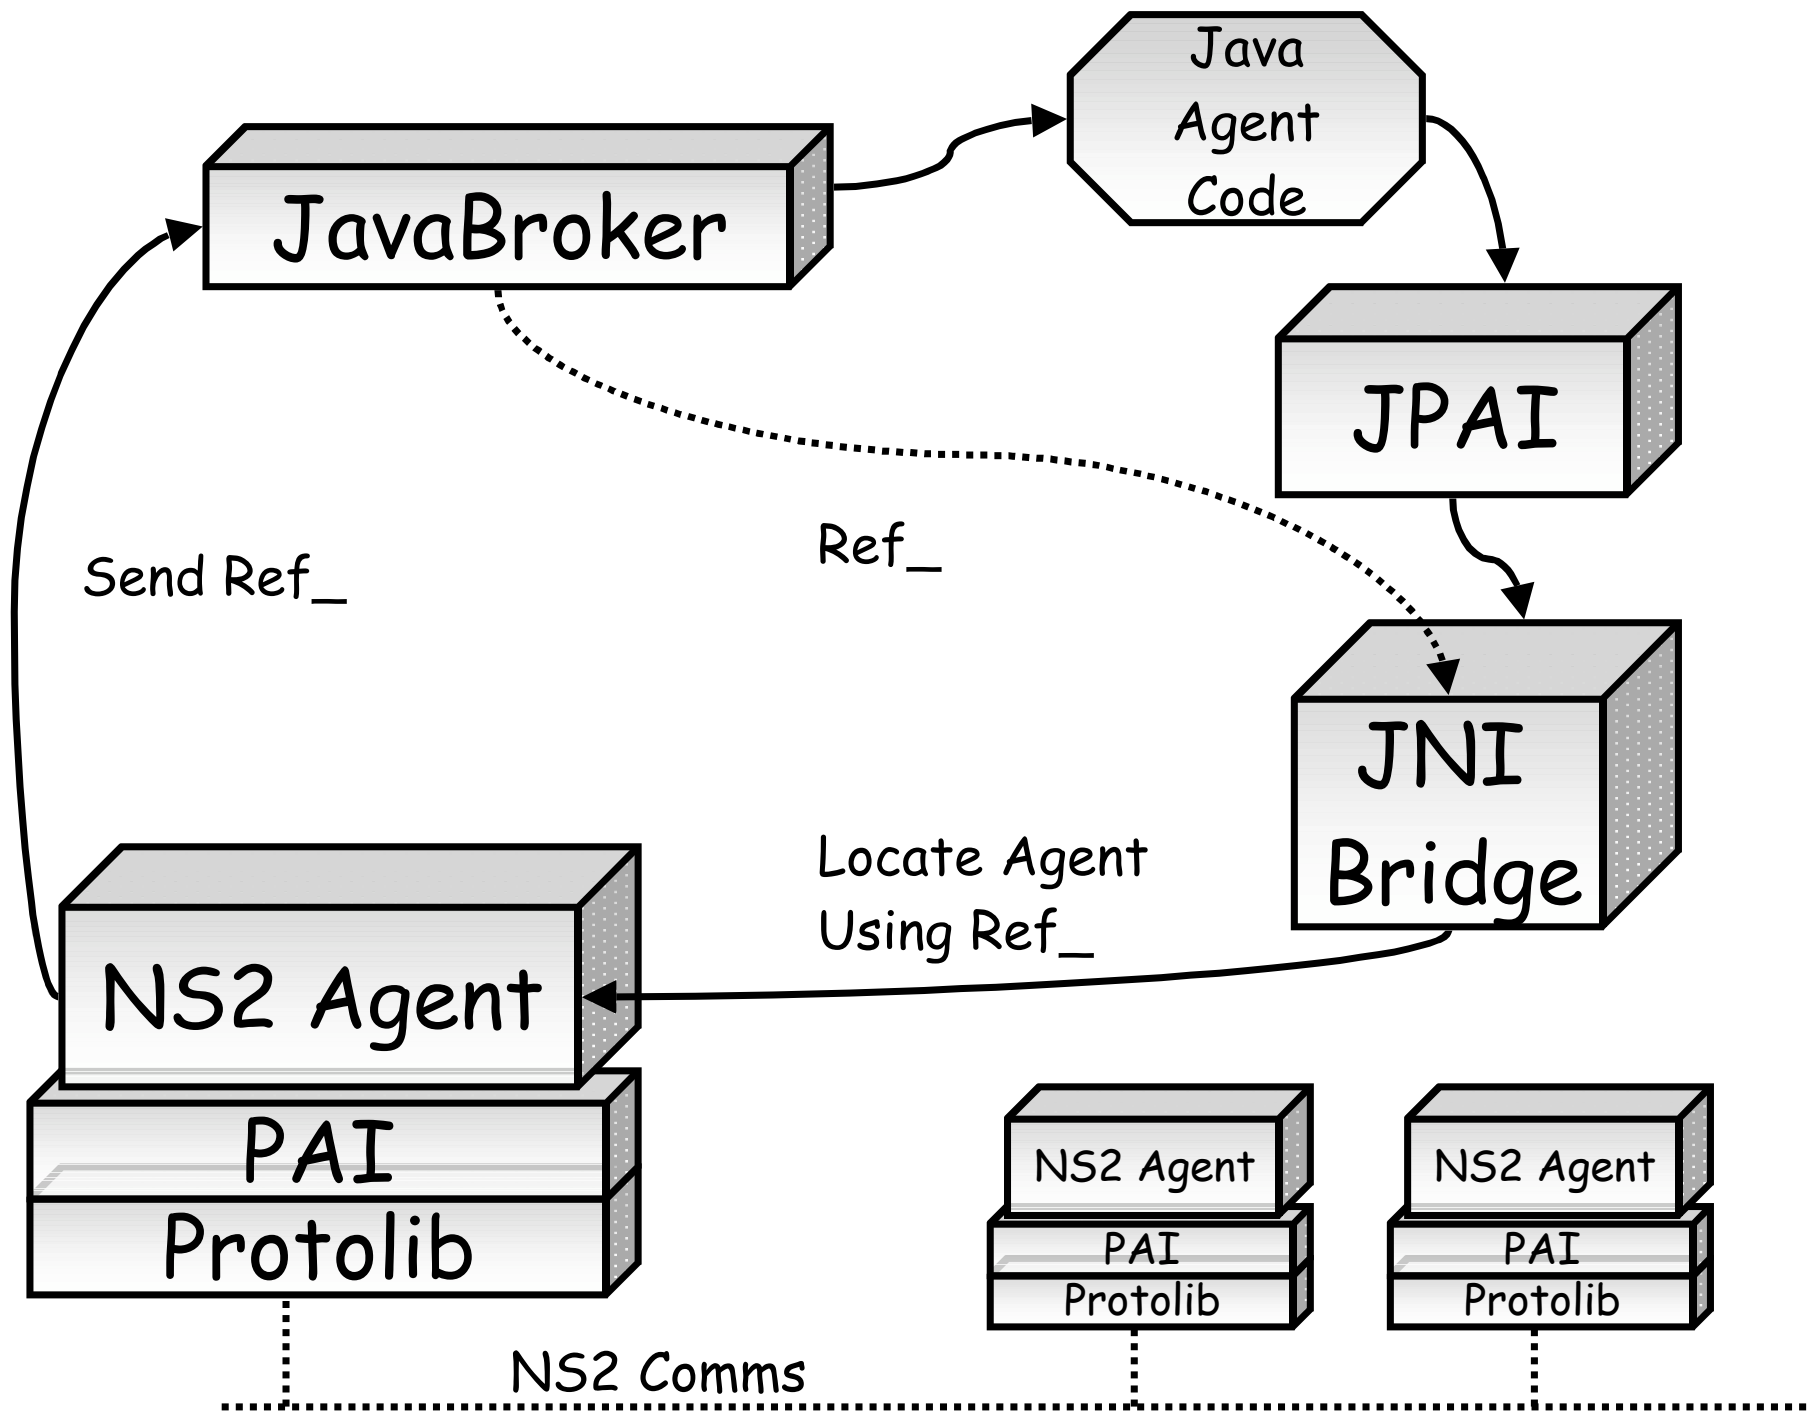 Java
Agent
Code
JavaBroker
JPAI
Ref_
Send Ref_
JNI
Bridge
Locate Agent
Using Ref_
NS2 Agent
PAI
Protolib
NS2 Agent
PAI
Protolib
NS2 Agent
PAI
Protolib
NS2 Comms